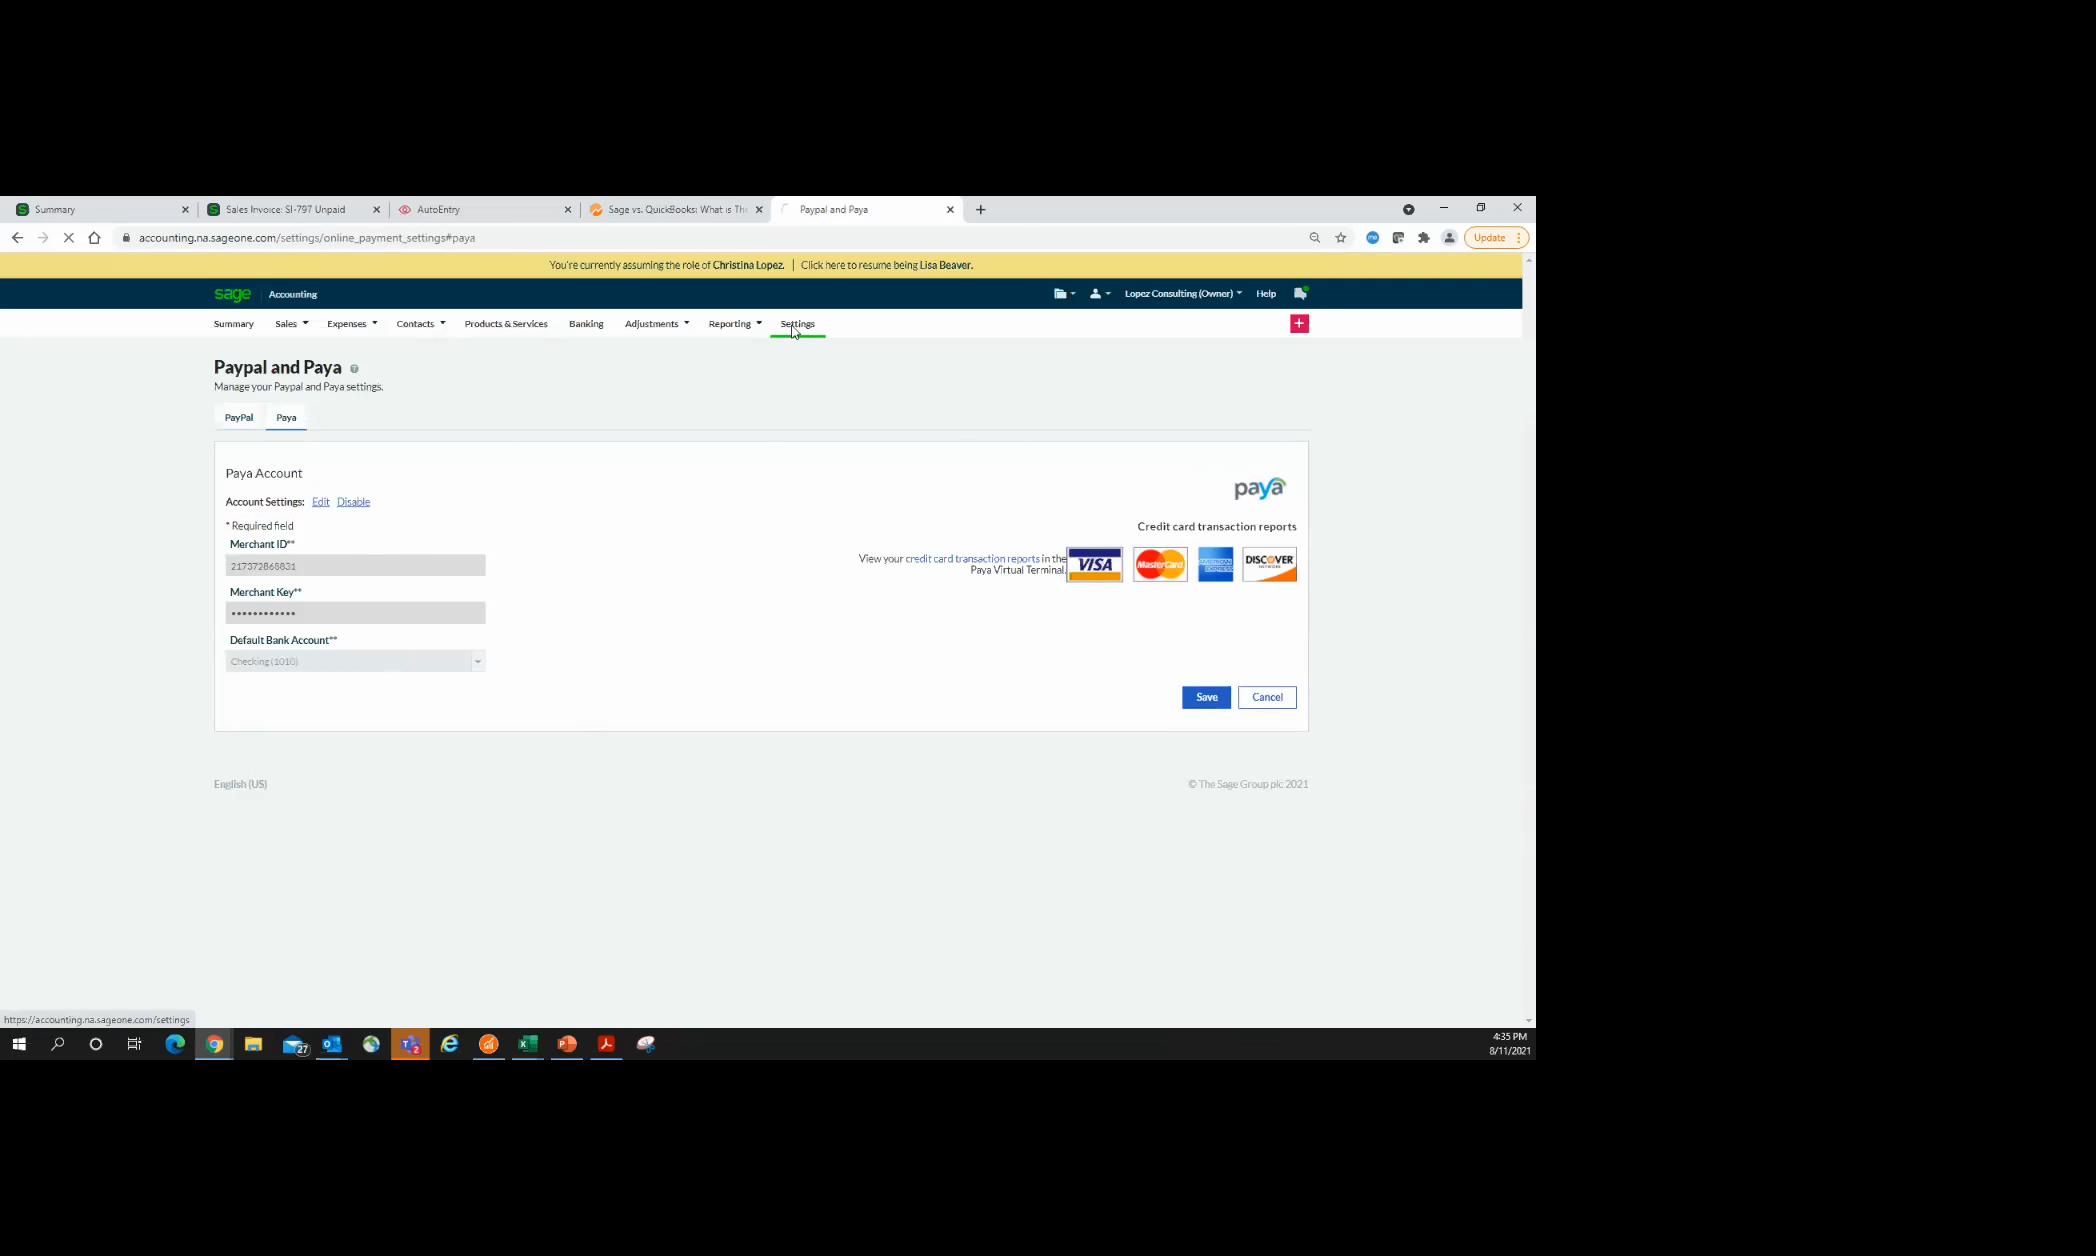 Summary
Sales Invoice: SI-797 Unpaid
AutoEntry
Sage vs. QuickBooks: What is The
Paypal and Paya
accounting.na.sageone.com/settings/online_payment_settings#paya
Update
You're currently assuming the role of Christina Lopez. | Click here to resume being Lisa Beaver.
sage Accounting
Lopez Consulting (Owner) Help
Summary Sales Expenses Contacts Products & Services Banking Adjustments Reporting Settings
Paypal and Paya
Manage your Paypal and Paya settings.
PayPal Paya
Paya Account
paya
Account Settings: Edit Disable
* Required field
Credit card transaction reports
Merchant ID**
217372868831
View your credit card transaction reports in the
Paya Virtual Terminal.
VISA MasterCard AMERICAN EXPRESS DISCOVER NETWORK
Merchant Key**
••••••••••••
Default Bank Account**
Checking (1010)
Save Cancel
English (US)
© The Sage Group plc 2021
https://accounting.na.sageone.com/settings
27
2
4:35 PM
8/11/2021